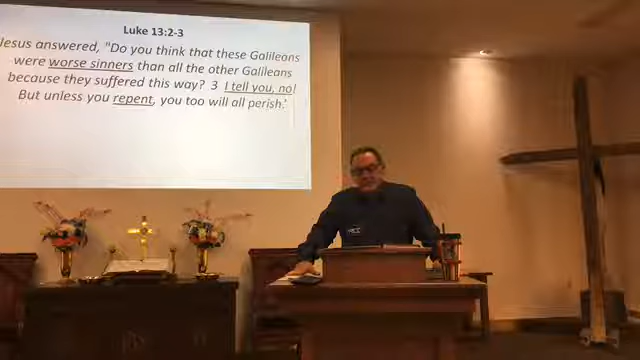 Luke 13:2-3
Jesus answered, "Do you think that these Galileans
were worse sinners than all the other Galileans
because they suffered this way? 3 I tell you, no!
But unless you repent, you too will all perish.'